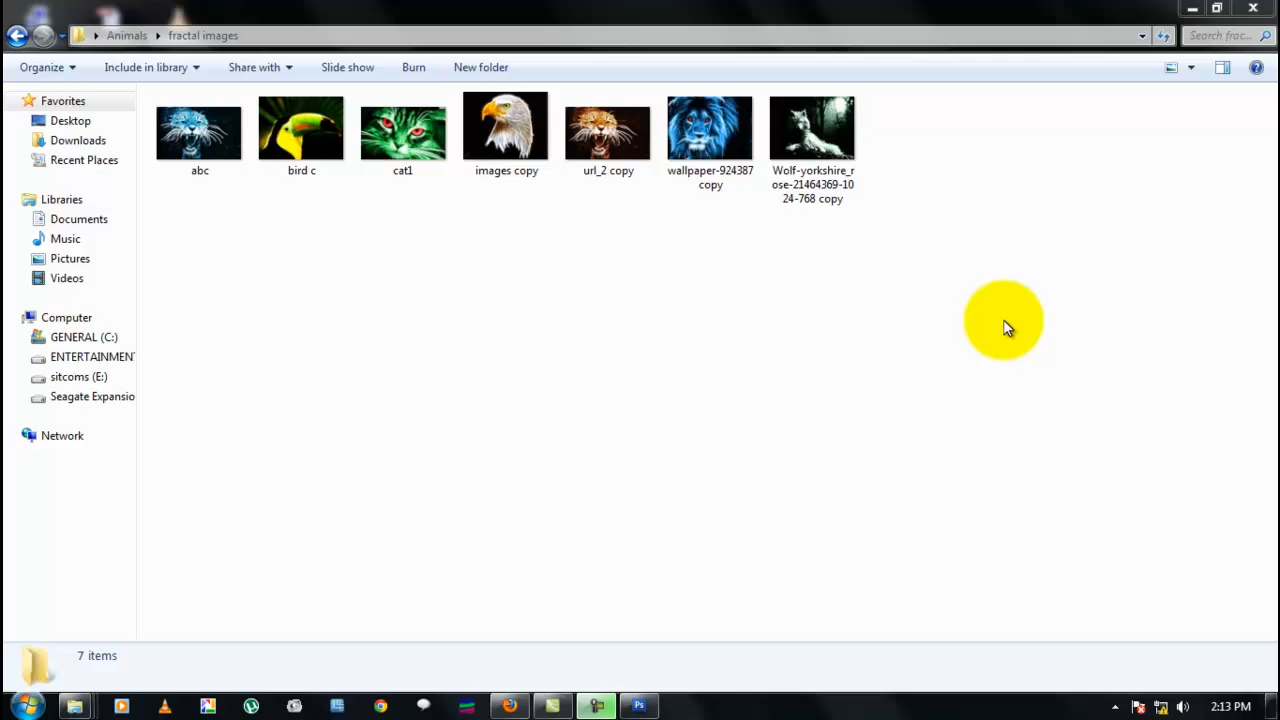 Animals fractal images Search frac...
Organize Include in library Share with Slide show Burn New folder
Favorites
Desktop
Downloads
Recent Places
Libraries
Documents
Music
Pictures
Videos
Computer
GENERAL (C:)
ENTERTAINMENT
sitcoms (E:)
Seagate Expansio
Network
abc
bird c
cat1
images copy
url_2 copy
wallpaper-924387
copy
Wolf-yorkshire_r
ose-21464369-10
24-768 copy
7 items
Ps
2:13 PM